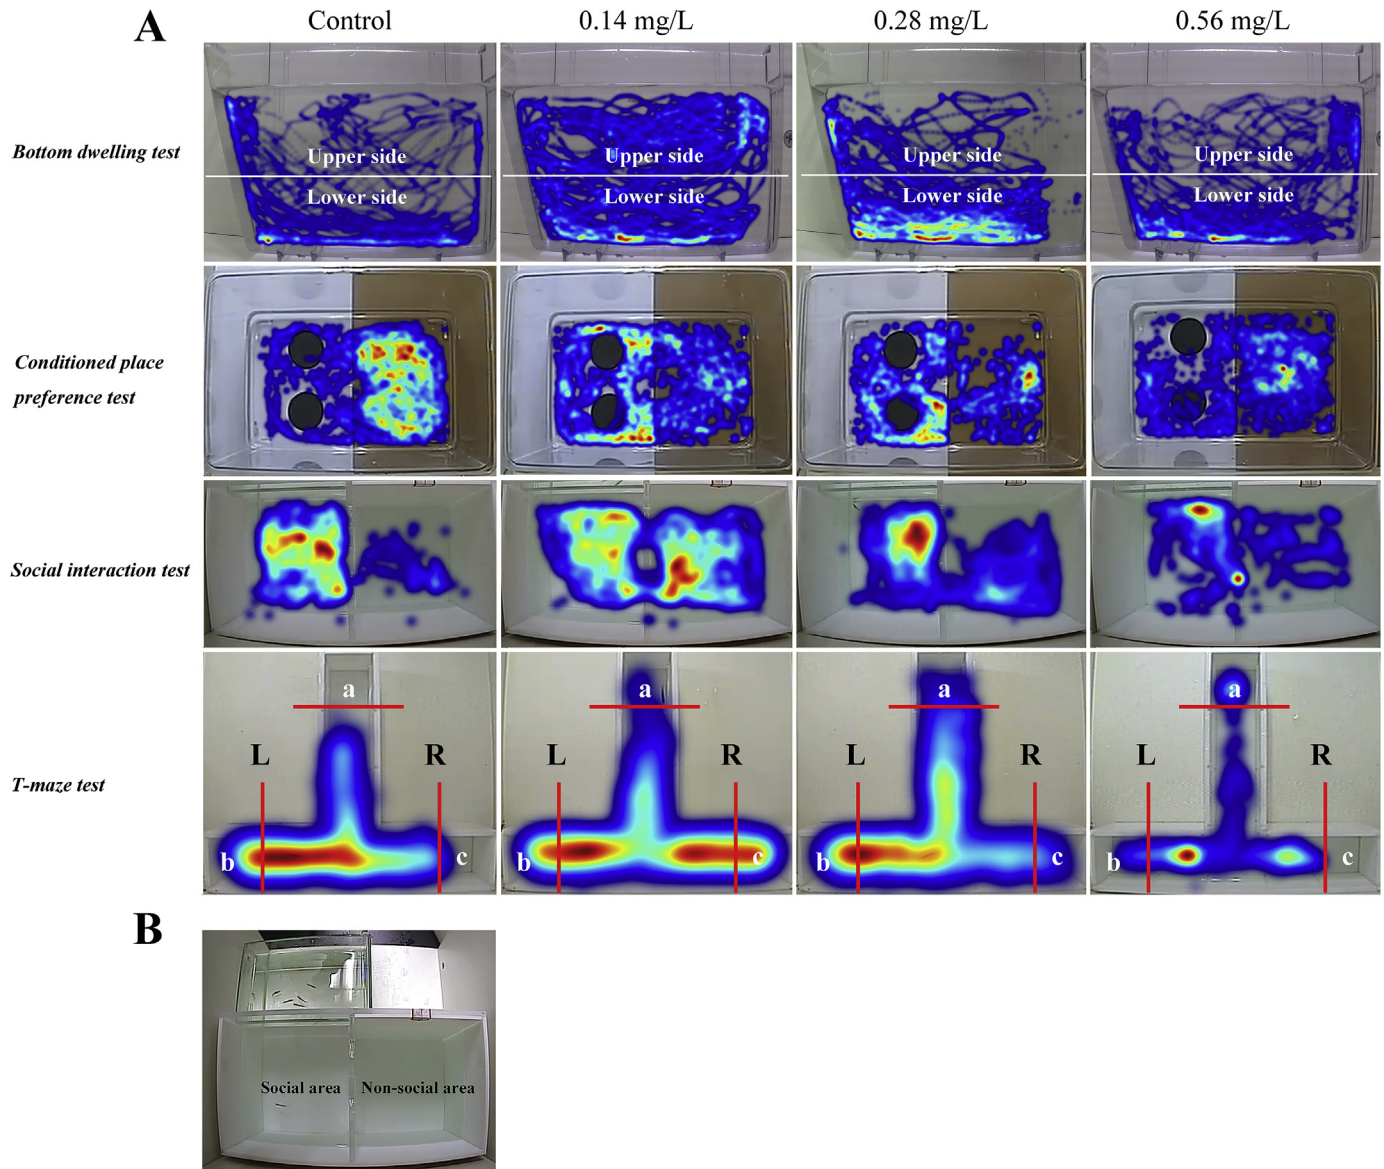 A
Control
0.14 mg/L
0.28 mg/L
0.56 mg/L
Bottom dwelling test
Upper side
Lower side
Upper side
Lower side
Upper side
Lower side
Upper side
Lower side
Conditioned place
preference test
Social interaction test
T-maze test
a
L
R
b
c
a
L
R
b
c
a
L
R
b
c
a
L
R
b
c
B
Social area
Non-social area